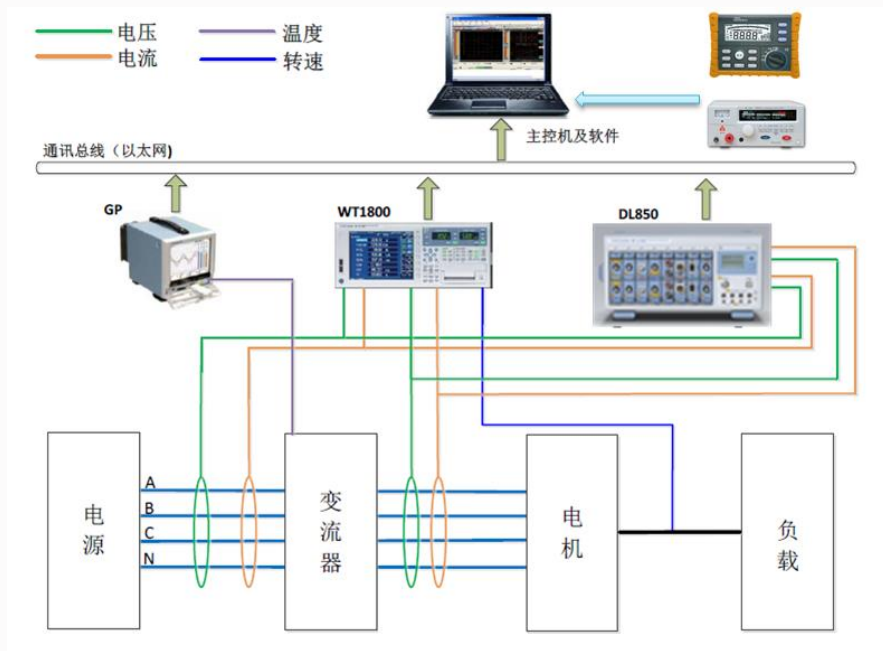 电压
温度
电流
转速
主控机及软件
通讯总线（以太网)
GP
WT1800
DL850
电源
A
B
C
N
变流器
电机
负载